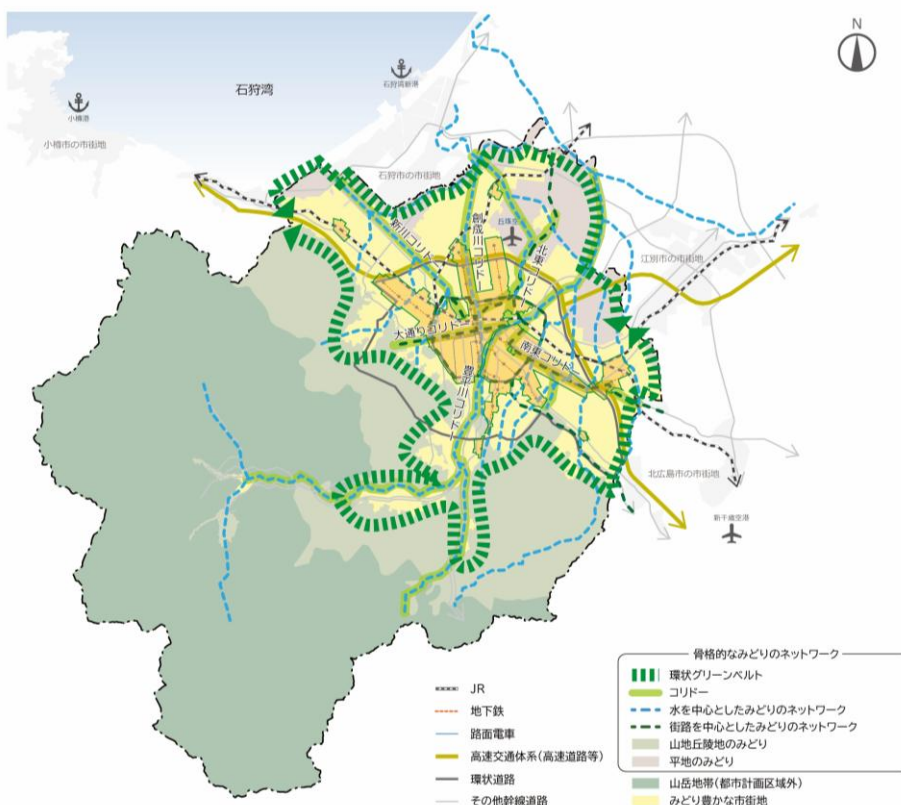 N
石狩湾
石狩湾新港
小樽港
小樽市の市街地
石狩市の市街地
丘珠空
新川コリドー
創成川コリドー
北東コリドー
江別市の市街地
大通りコリドー
南東コリドー
豊平川コリドー
北広島市の市街地
新千歳空港
JR
地下鉄
路面電車
高速交通体系(高速道路等)
環状道路
その他幹線道路
骨格的なみどりのネットワーク
環状グリーンベルト
コリドー
水を中心としたみどりのネットワーク
街路を中心としたみどりのネットワーク
山地丘陵地のみどり
平地のみどり
山岳地帯(都市計画区域外)
みどり豊かな市街地